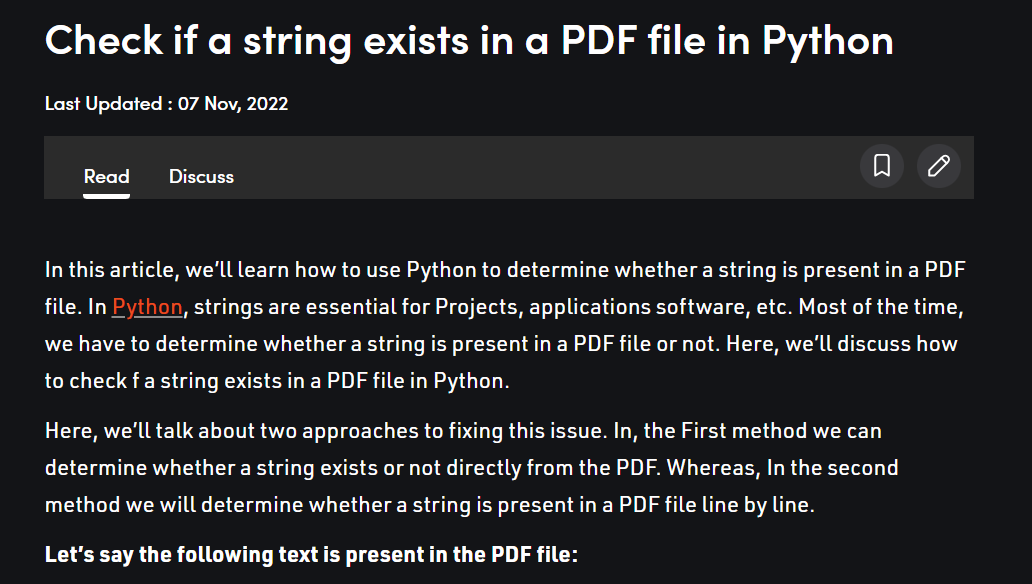 Check if a string exists in a PDF file in Python
Last Updated : 07 Nov, 2022
Read Discuss
In this article, we’ll learn how to use Python to determine whether a string is present in a PDF
file. In Python, strings are essential for Projects, applications software, etc. Most of the time,
we have to determine whether a string is present in a PDF file or not. Here, we’ll discuss how
to check f a string exists in a PDF file in Python.
Here, we’ll talk about two approaches to fixing this issue. In, the First method we can
determine whether a string exists or not directly from the PDF. Whereas, In the second
method we will determine whether a string is present in a PDF file line by line.
Let’s say the following text is present in the PDF file: